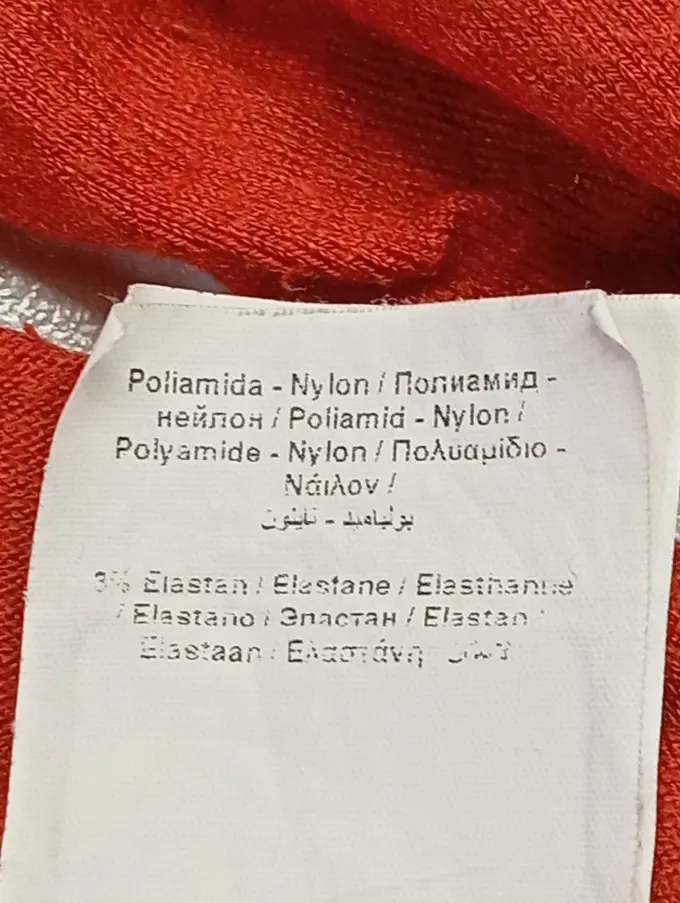 Poliamida - Nylon / Полиамид -
нейлон / Poliamid - Nylon /
Polyamide - Nylon / Πολυαμίδιο -
Νάιλον /
بولياميد - نايلون
3% Elastan / Elastane / Elasthanne
/ Elastano / Эластан / Elastan /
Elastaan / Ελαστάνη